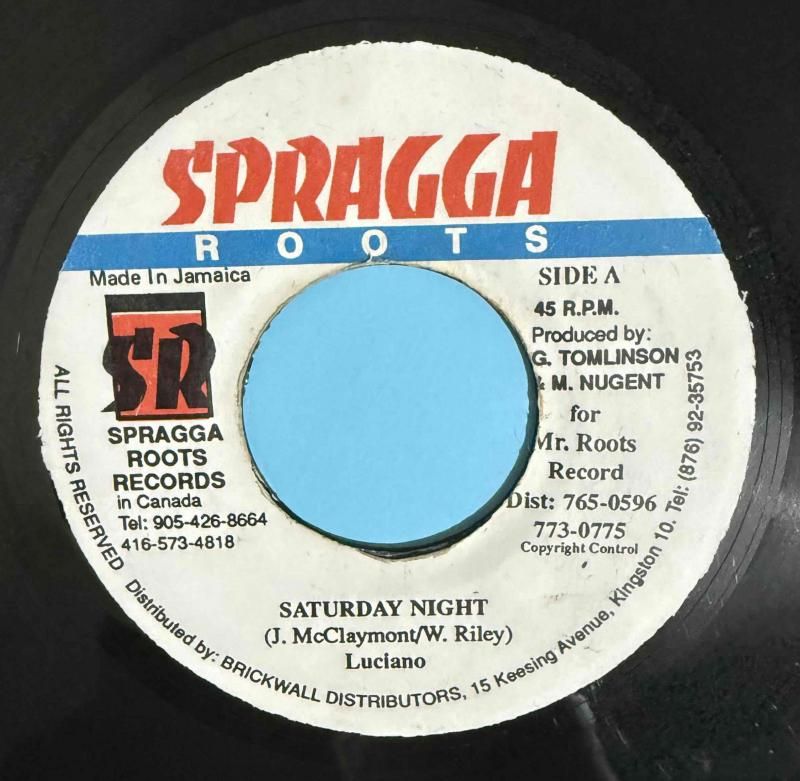 SPRAGGA
ROOTS
Made In Jamaica
SR
SPRAGGA
ROOTS
RECORDS
in Canada
Tel: 905-426-8664
416-573-4818
SIDE A
45 R.P.M.
Produced by:
G. TOMLINSON
& M. NUGENT
for
Mr. Roots
Record
Dist: 765-0596
773-0775
Copyright Control
SATURDAY NIGHT
(J. McClaymont/W. Riley)
Luciano
ALL RIGHTS RESERVED
Distributed by: BRICKWALL DISTRIBUTORS, 15 Keesing Avenue, Kingston 10. Tel: (876) 92-35753